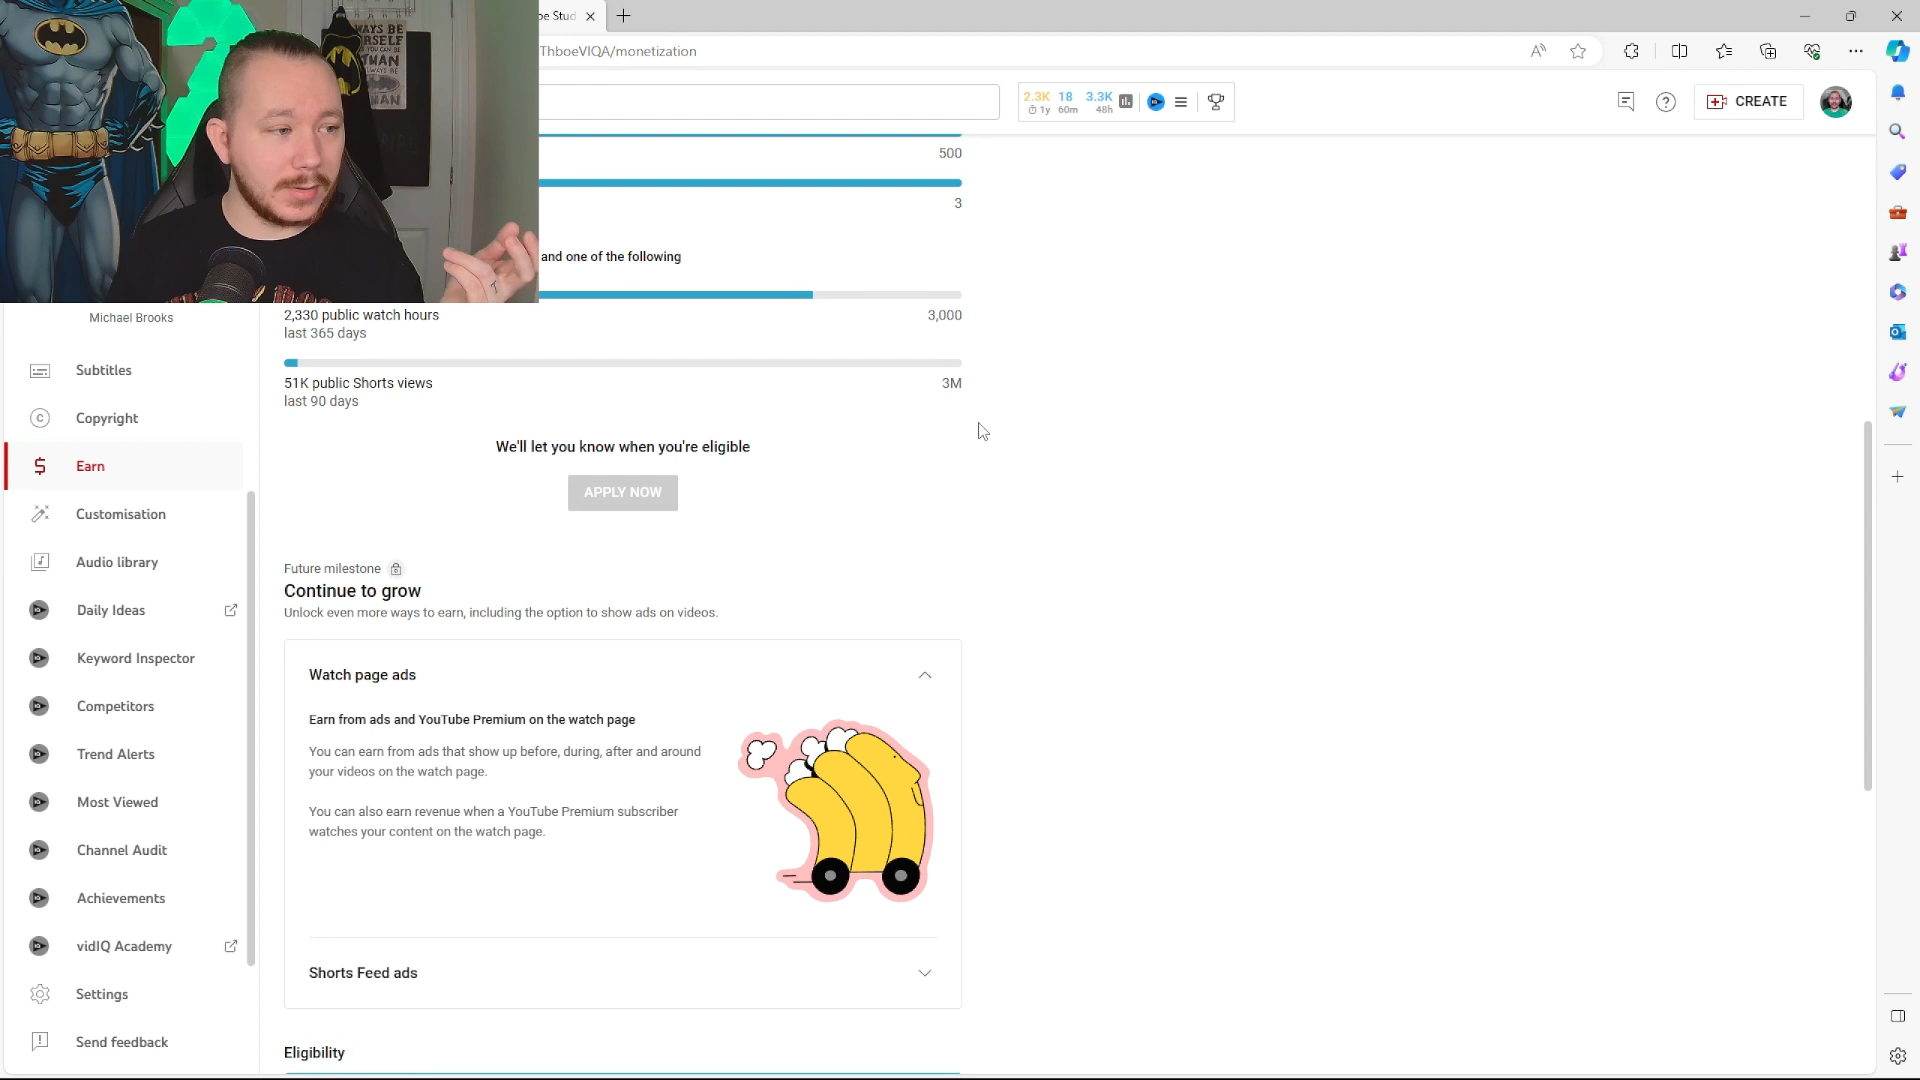 be Stud
ThboeVIQA/monetization
2.3K 18 3.3K
1y 60m 48h
CREATE
500
3
and one of the following
2,330 public watch hours
3,000
last 365 days
51K public Shorts views
3M
last 90 days
We'll let you know when you're eligible
APPLY NOW
Michael Brooks
Subtitles
Copyright
Earn
Customisation
Audio library
Daily Ideas
Keyword Inspector
Competitors
Trend Alerts
Most Viewed
Channel Audit
Achievements
vidIQ Academy
Settings
Send feedback
Future milestone
Continue to grow
Unlock even more ways to earn, including the option to show ads on videos.
Watch page ads
Earn from ads and YouTube Premium on the watch page
You can earn from ads that show up before, during, after and around
your videos on the watch page.
You can also earn revenue when a YouTube Premium subscriber
watches your content on the watch page.
Shorts Feed ads
Eligibility